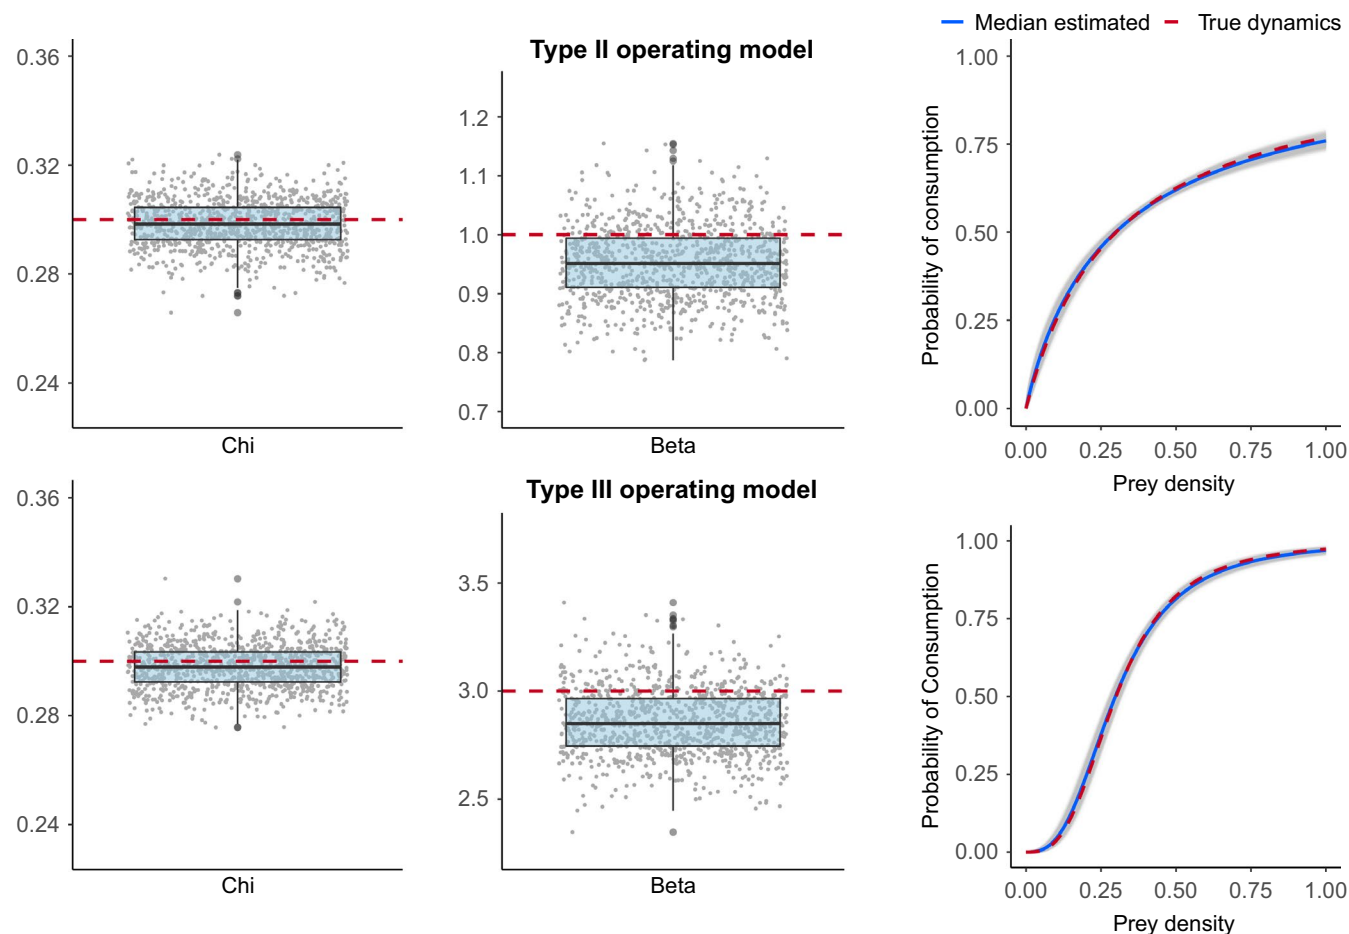 Median estimated True dynamics
Type II operating model
0.36
0.32
0.28
0.24
Chi
1.2
1.1
1.0
0.9
0.8
0.7
Beta
Probability of consumption
1.00
0.75
0.50
0.25
0.00
0.00 0.25 0.50 0.75 1.00
Prey density
Type III operating model
0.36
0.32
0.28
0.24
Chi
3.5
3.0
2.5
Beta
Probability of Consumption
1.00
0.75
0.50
0.25
0.00
0.00 0.25 0.50 0.75 1.00
Prey density